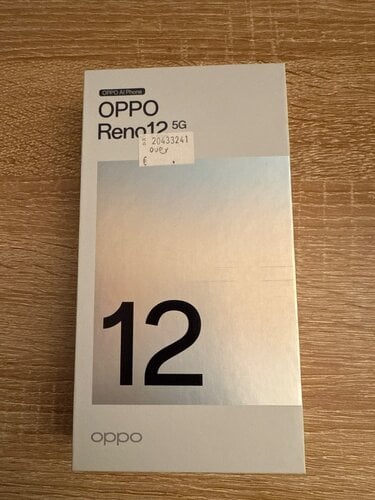 OPPO AI Phone
OPPO
Reno12 5G
20433241
€
12
oppo